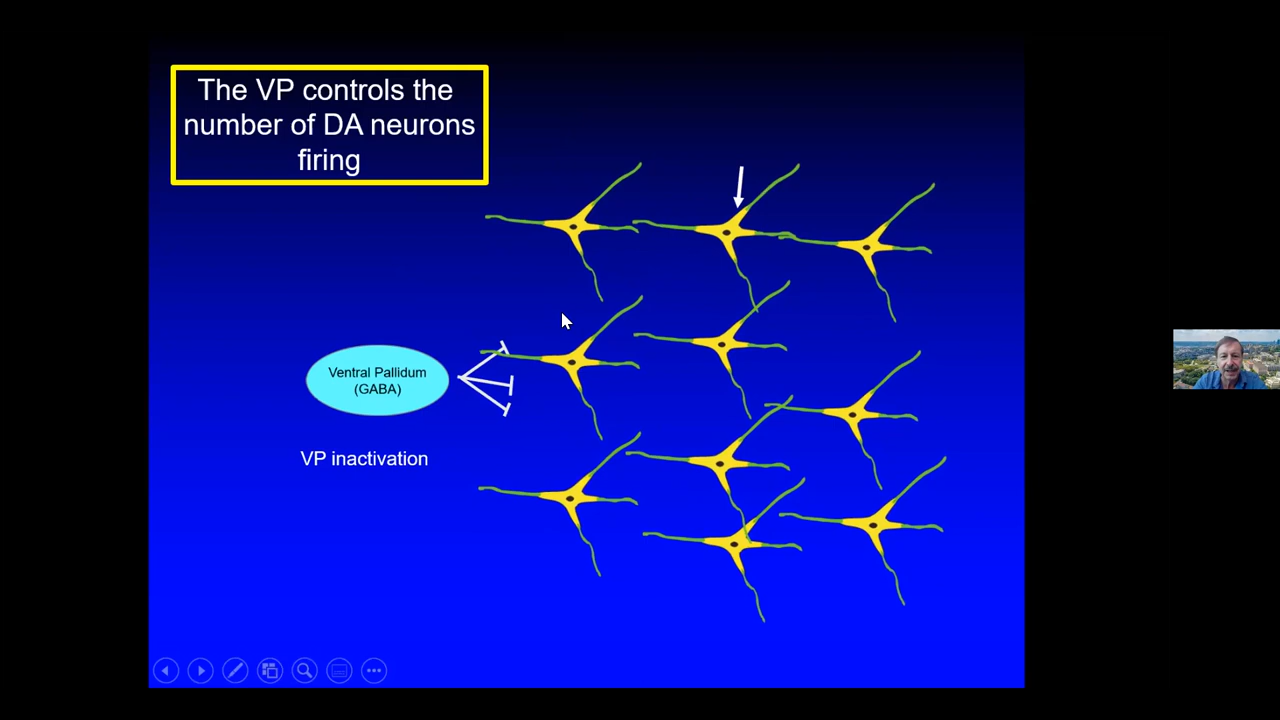 The VP controls the
number of DA neurons
firing
Ventral Pallidum
(GABA)
VP inactivation